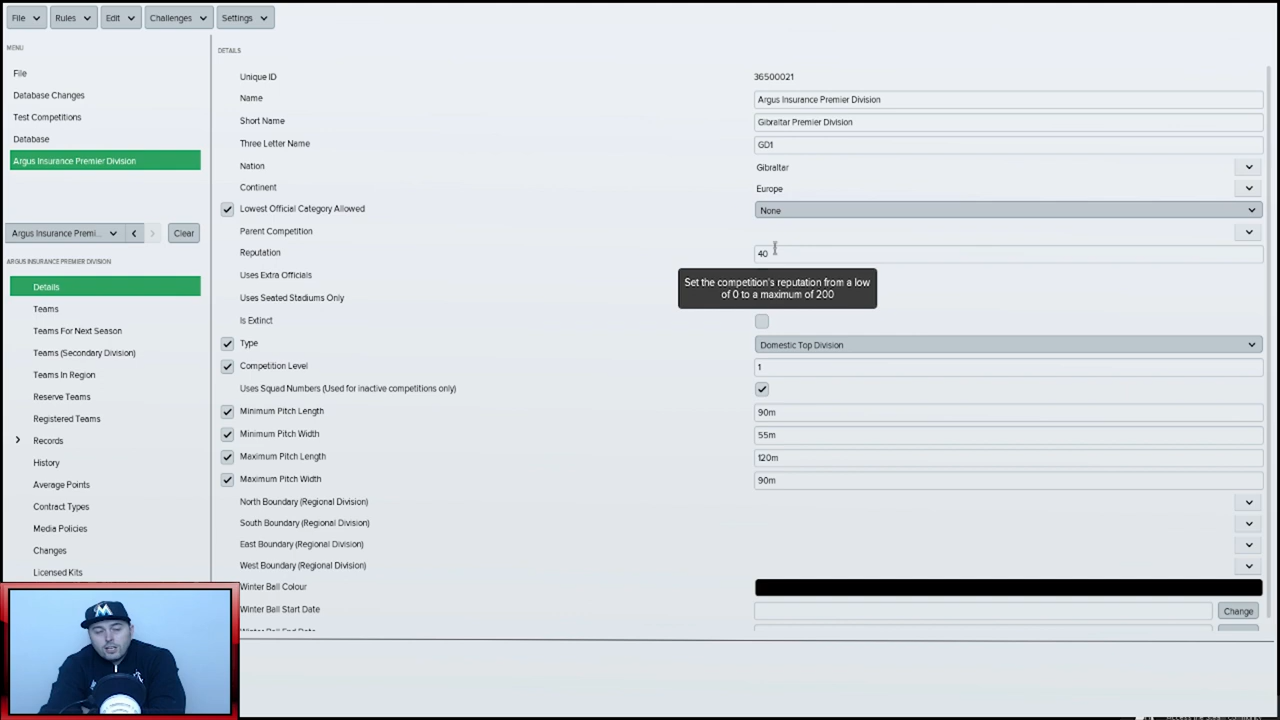 File
Rules
Edit
Challenges
Settings
MENU
File
Database Changes
Test Competitions
Database
Argus Insurance Premier Division
Argus Insurance Premi...
Clear
ARGUS INSURANCE PREMIER DIVISION
Details
Teams
Teams For Next Season
Teams (Secondary Division)
Teams In Region
Reserve Teams
Registered Teams
Records
History
Average Points
Contract Types
Media Policies
Changes
Licensed Kits
DETAILS
Unique ID 36500021
Name Argus Insurance Premier Division
Short Name Gibraltar Premier Division
Three Letter Name GD1
Nation Gibraltar
Continent Europe
Lowest Official Category Allowed None
Parent Competition
Reputation 40
Set the competition's reputation from a low
of 0 to a maximum of 200
Uses Extra Officials
Uses Seated Stadiums Only
Is Extinct
Type Domestic Top Division
Competition Level 1
Uses Squad Numbers (Used for inactive competitions only)
Minimum Pitch Length 90m
Minimum Pitch Width 55m
Maximum Pitch Length 120m
Maximum Pitch Width 90m
North Boundary (Regional Division)
South Boundary (Regional Division)
East Boundary (Regional Division)
West Boundary (Regional Division)
Winter Ball Colour
Winter Ball Start Date Change